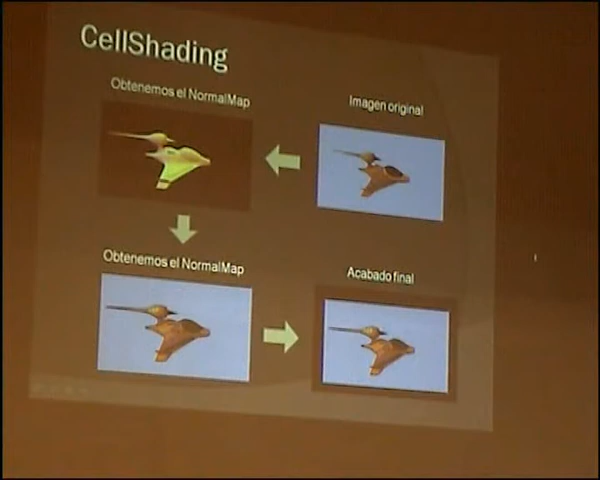 CellShading
Obtenemos el NormalMap
Imagen original
Obtenemos el NormalMap
Acabado final